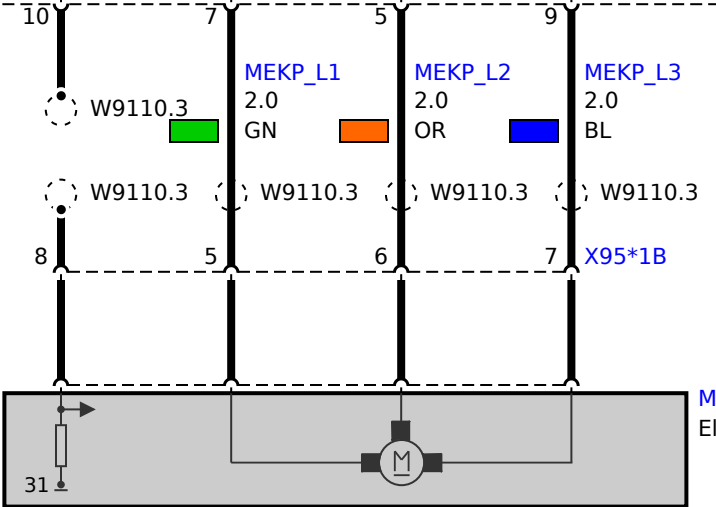 10 7 5 9
MEKP_L1 MEKP_L2 MEKP_L3
W9110.3 2.0 2.0 2.0
GN OR BL
W9110.3 W9110.3 W9110.3 W9110.3
8 5 6 7 X95*1B
M
El
M
31